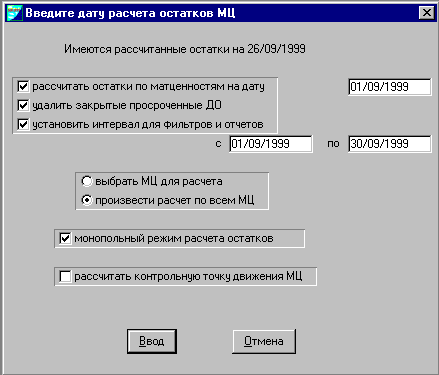 Введите дату расчета остатков МЦ
Имеются рассчитанные остатки на 26/09/1999
рассчитать остатки по матценностям на дату 01/09/1999
удалить закрытые просроченные ДО
установить интервал для фильтров и отчетов
с 01/09/1999 по 30/09/1999
выбрать МЦ для расчета
произвести расчет по всем МЦ
монопольный режим расчета остатков
рассчитать контрольную точку движения МЦ
Ввод Отмена